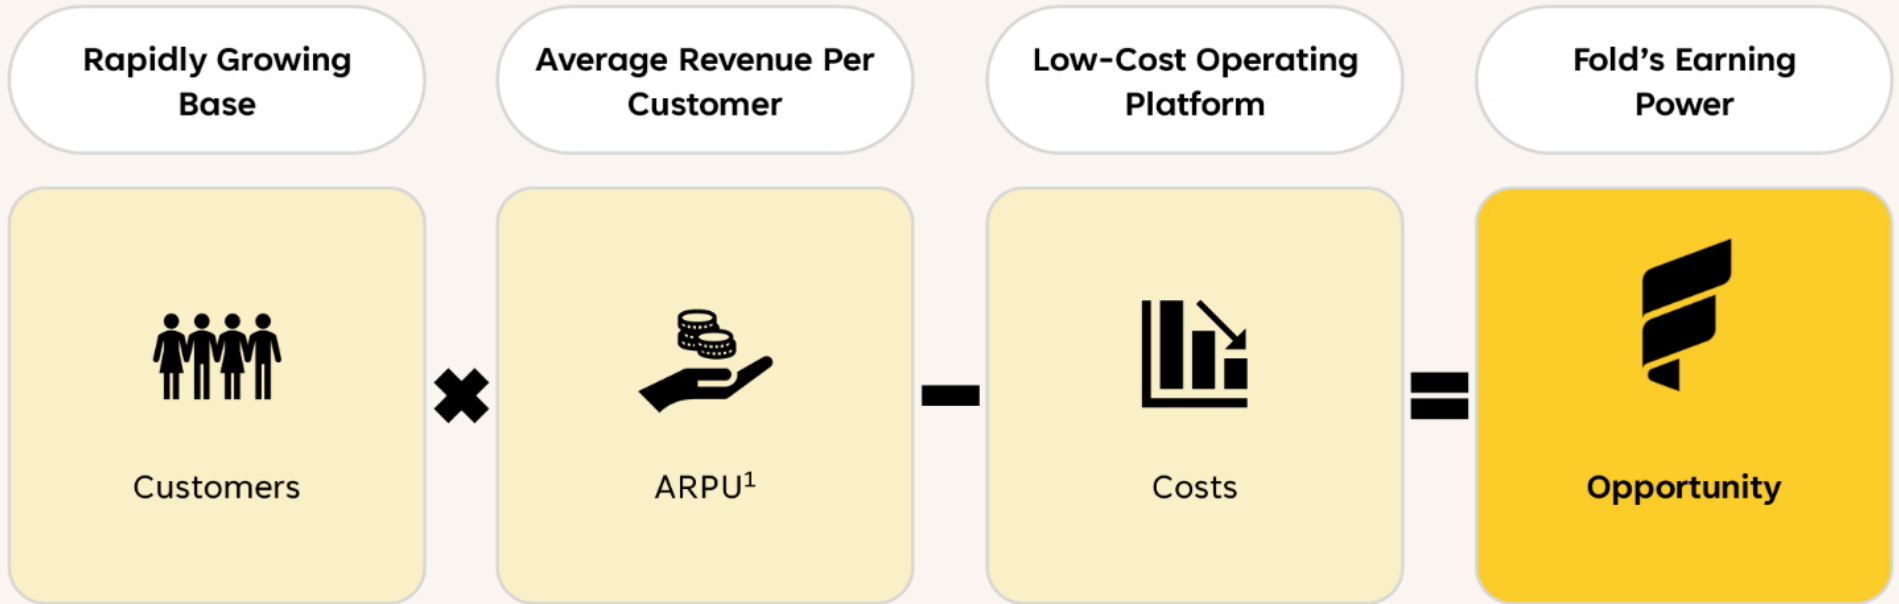 Rapidly Growing
Base
Average Revenue Per
Customer
Low-Cost Operating
Platform
Fold's Earning
Power
Customers
ARPU¹
Costs
Opportunity